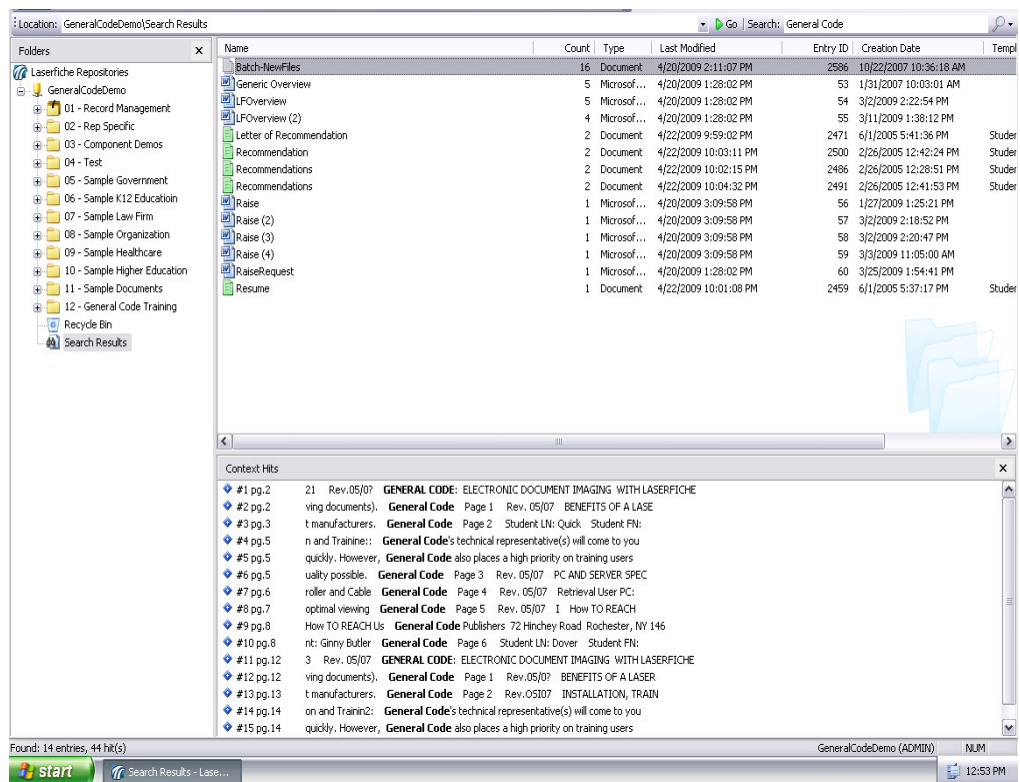 Location: GeneralCodeDemo\Search Results Go Search: General Code
Folders x
Laserfiche Repositories
GeneralCodeDemo
01 - Record Management
02 - Rep Specific
03 - Component Demos
04 - Test
05 - Sample Government
06 - Sample K12 Educatioin
07 - Sample Law Firm
08 - Sample Organization
09 - Sample Healthcare
10 - Sample Higher Education
11 - Sample Documents
12 - General Code Training
Recycle Bin
Search Results
Name Count Type Last Modified Entry ID Creation Date Templ
Batch-NewFiles 16 Document 4/20/2009 2:11:07 PM 2586 10/22/2007 10:36:18 AM
Generic Overview 5 Microsof... 4/20/2009 1:28:02 PM 53 1/31/2007 10:03:01 AM
LFOverview 5 Microsof... 4/20/2009 1:28:02 PM 54 3/2/2009 2:22:54 PM
LFOverview (2) 4 Microsof... 4/20/2009 1:28:02 PM 55 3/11/2009 1:38:12 PM
Letter of Recommendation 2 Document 4/22/2009 9:59:02 PM 2471 6/1/2005 5:41:36 PM Studer
Recommendation 2 Document 4/22/2009 10:03:11 PM 2500 2/26/2005 12:42:24 PM Studer
Recommendations 2 Document 4/22/2009 10:02:15 PM 2486 2/26/2005 12:28:51 PM Studer
Recommendations 2 Document 4/22/2009 10:04:32 PM 2491 2/26/2005 12:41:53 PM Studer
Raise 1 Microsof... 4/20/2009 3:09:58 PM 56 1/27/2009 1:25:21 PM
Raise (2) 1 Microsof... 4/20/2009 3:09:58 PM 57 3/2/2009 2:18:52 PM
Raise (3) 1 Microsof... 4/20/2009 3:09:58 PM 58 3/2/2009 2:20:47 PM
Raise (4) 1 Microsof... 4/20/2009 3:09:58 PM 59 3/3/2009 11:05:00 AM
RaiseRequest 1 Microsof... 4/20/2009 1:28:02 PM 60 3/25/2009 1:54:41 PM
Resume 1 Document 4/22/2009 10:01:08 PM 2459 6/1/2005 5:37:17 PM Studer
Context Hits x
#1 pg.2 21 Rev.05/0? GENERAL CODE: ELECTRONIC DOCUMENT IMAGING WITH LASERFICHE
#2 pg.2 ving documents). General Code Page 1 Rev. 05/07 BENEFITS OF A LASE
#3 pg.3 t manufacturers. General Code Page 2 Student LN: Quick Student FN:
#4 pg.5 n and Trainine:: General Code's technical representative(s) will come to you
#5 pg.5 quickly. However, General Code also places a high priority on training users
#6 pg.5 uality possible. General Code Page 3 Rev. 05/07 PC AND SERVER SPEC
#7 pg.6 roller and Cable General Code Page 4 Rev. 05/07 Retrieval User PC:
#8 pg.7 optimal viewing General Code Page 5 Rev. 05/07 I How TO REACH
#9 pg.8 How TO REACH Us General Code Publishers 72 Hinchey Road Rochester, NY 146
#10 pg.8 nt: Ginny Butler General Code Page 6 Student LN: Dover Student FN:
#11 pg.12 3 Rev. 05/07 GENERAL CODE: ELECTRONIC DOCUMENT IMAGING WITH LASERFICHE
#12 pg.12 ving documents). General Code Page 1 Rev.05/0? BENEFITS OF A LASER
#13 pg.13 t manufacturers. General Code Page 2 Rev.OSI07 INSTALLATION, TRAIN
#14 pg.14 on and Trainin2: General Code's technical representative(s) will come to you
#15 pg.14 quickly. However, General Code also places a high priority on training users
Found: 14 entries, 44 hit(s) GeneralCodeDemo (ADMIN) NUM
start Search Results - Lase... 12:53 PM